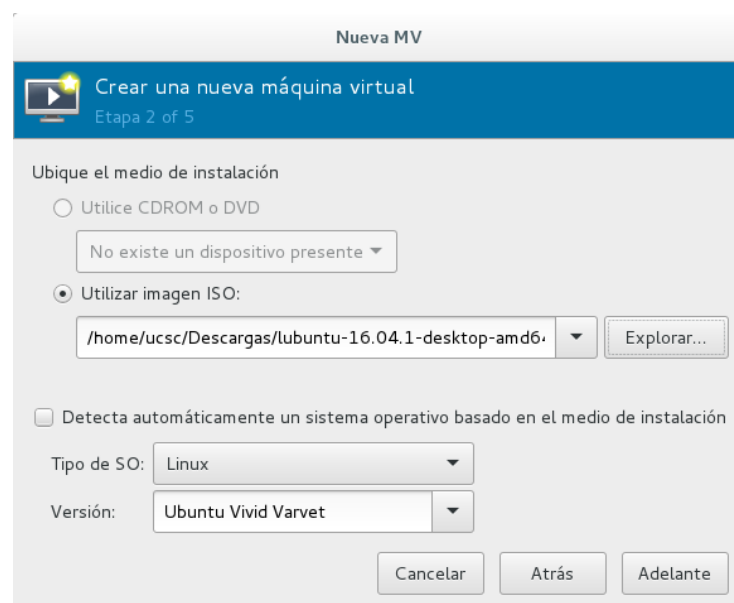 Nueva MV
Crear una nueva máquina virtual
Etapa 2 of 5
Ubique el medio de instalación
Utilice CDROM o DVD
No existe un dispositivo presente
Utilizar imagen ISO:
/home/ucsc/Descargas/lubuntu-16.04.1-desktop-amd64
Explorar...
Detecta automáticamente un sistema operativo basado en el medio de instalación
Tipo de SO: Linux
Versión: Ubuntu Vivid Varvet
Cancelar Atrás Adelante